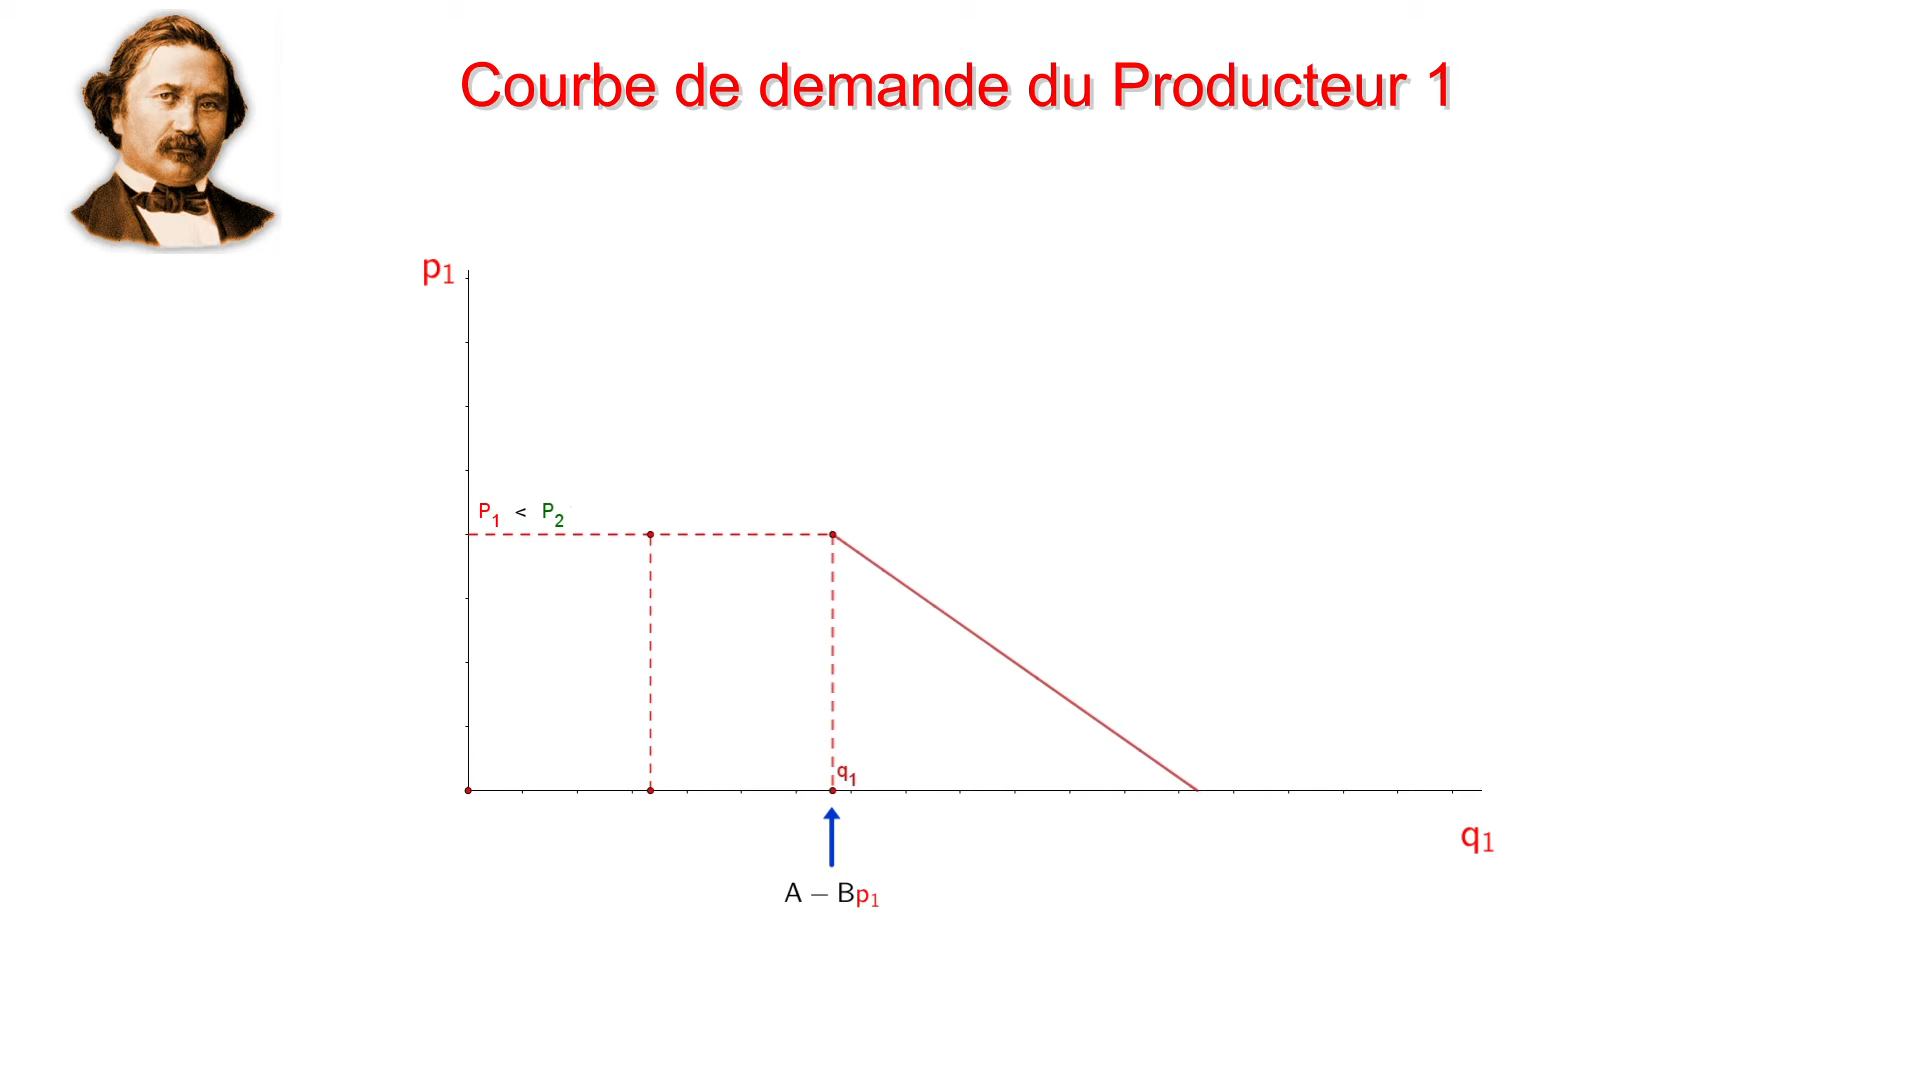 Courbe de demande du Producteur 1
p₁
P₁ < P₂
q₁
q₁
A − Bp₁